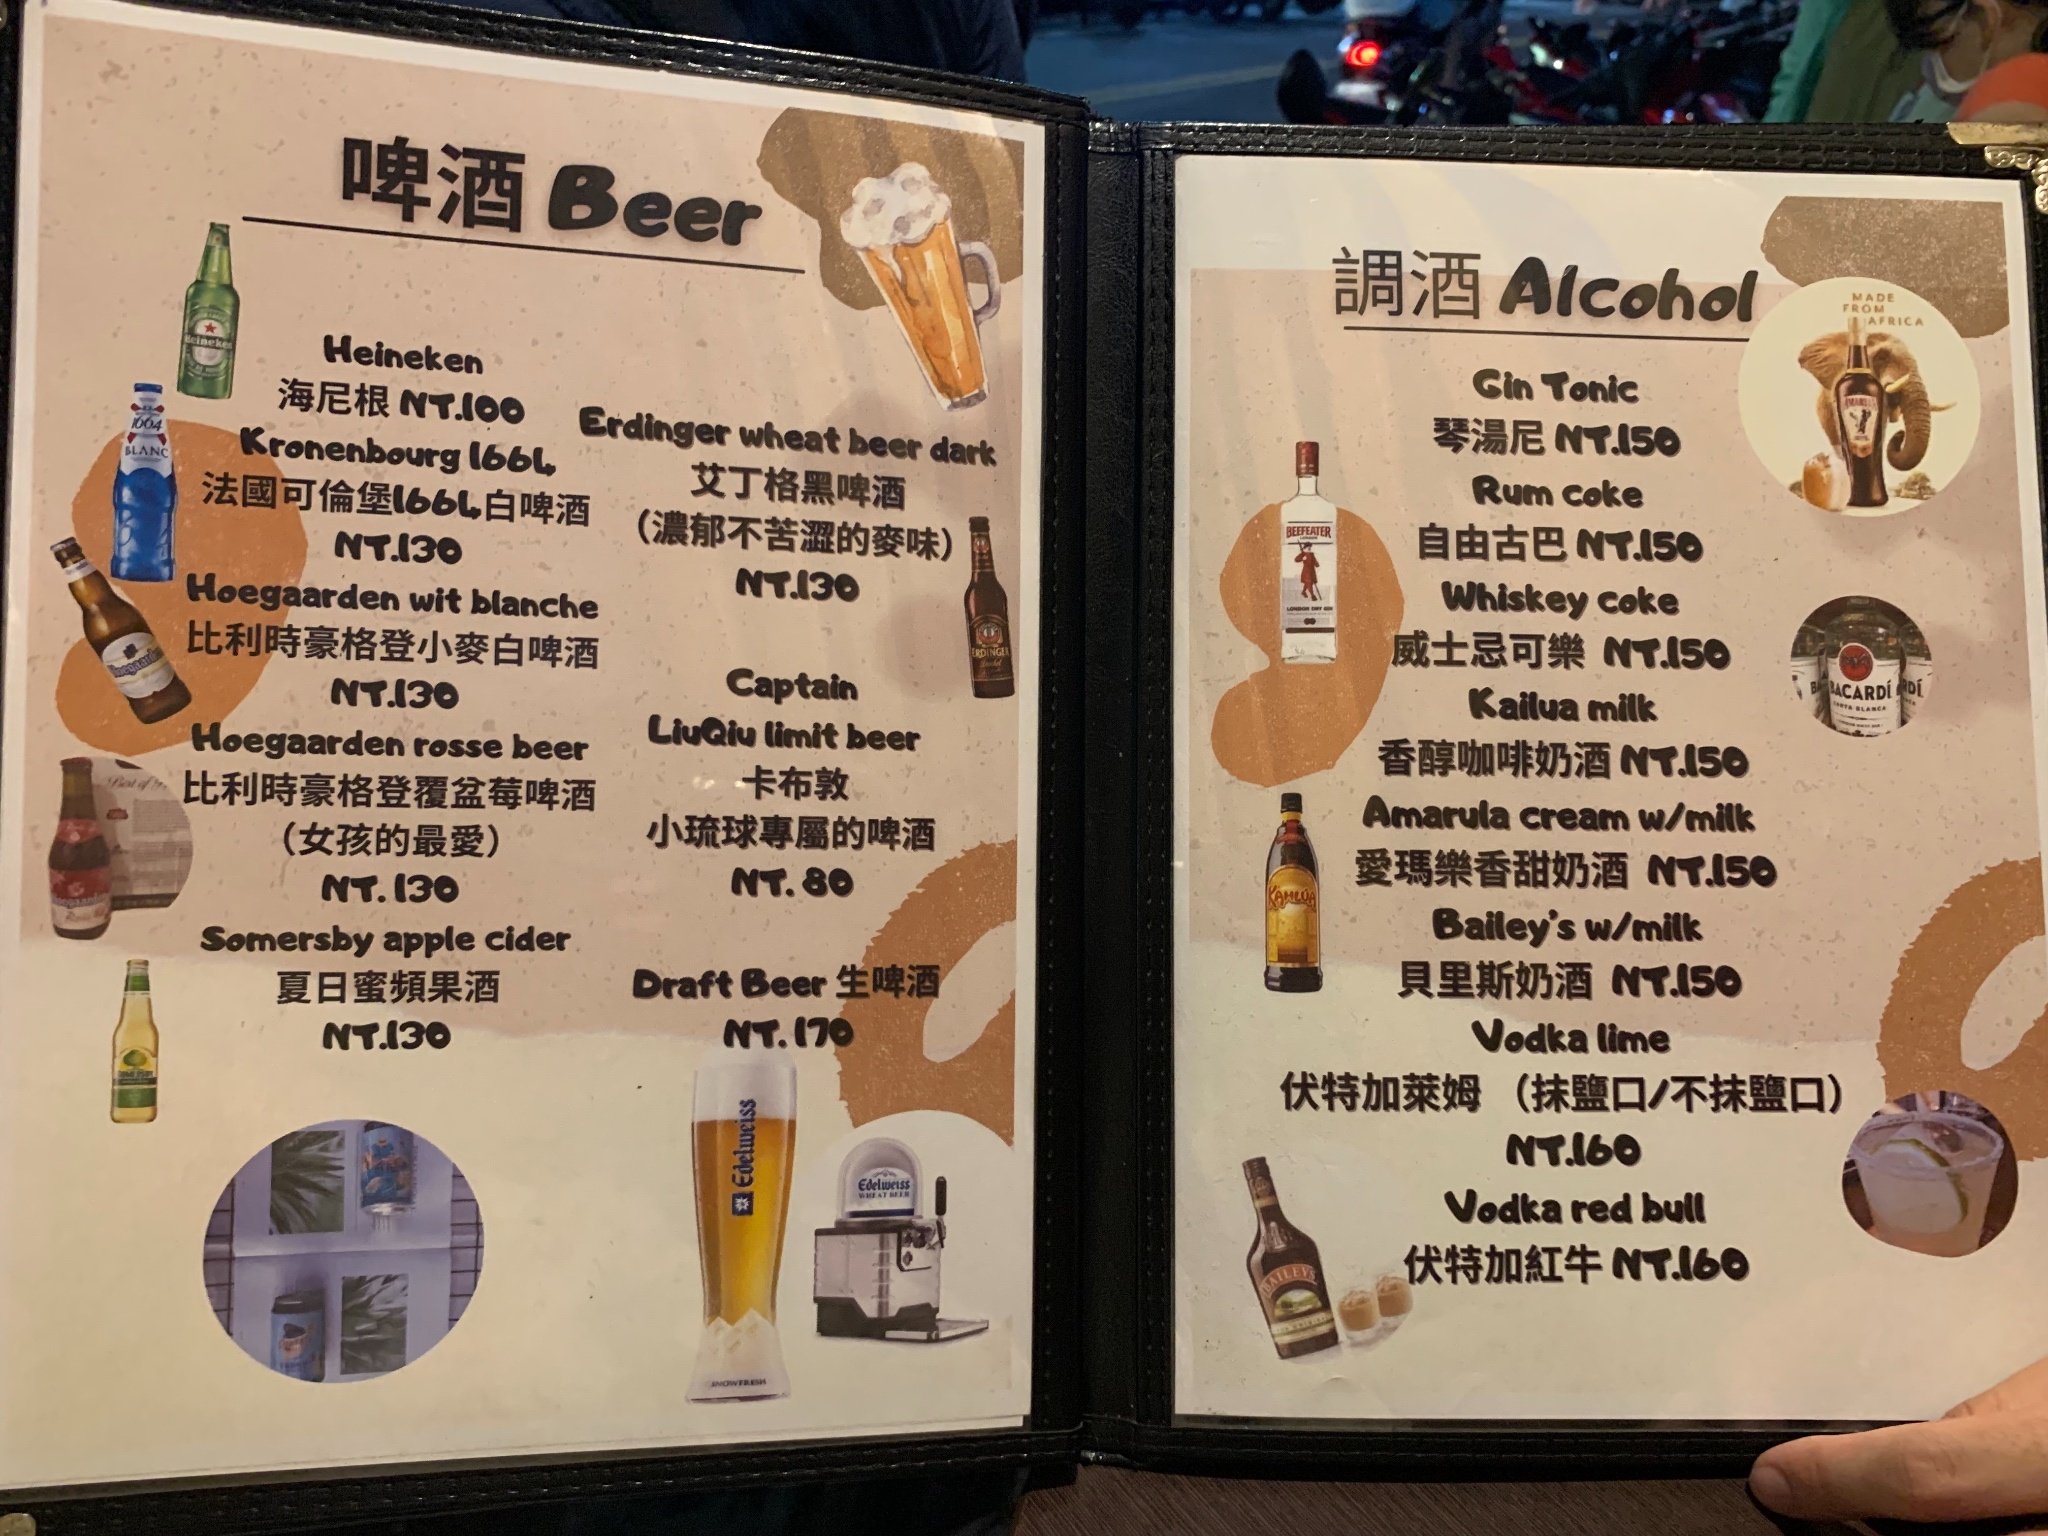 啤酒 Beer
Heineken
海尼根 NT.100
Kronenbourg 1664
法國可倫堡1664白啤酒
NT.130
Hoegaarden wit blanche
比利時豪格登小麥白啤酒
NT.130
Hoegaarden rosse beer
比利時豪格登覆盆莓啤酒
（女孩的最愛）
NT. 130
Somersby apple cider
夏日蜜頻果酒
NT.130
Erdinger wheat beer dark
艾丁格黑啤酒
（濃郁不苦澀的麥味）
NT.130
Captain
LiuQiu limit beer
卡布敦
小琉球專屬的啤酒
NT. 80
Draft Beer 生啤酒
NT. 170
Heineken
1664
BLANC
Hoegaarden
Hoegaarden
ERDINGER
Edelweiss
SNOWFRESH
Edelweiss
WHEAT BEER
調酒 Alcohol
Gin Tonic
琴湯尼 NT.150
Rum coke
自由古巴 NT.150
Whiskey coke
威士忌可樂 NT.150
Kailua milk
香醇咖啡奶酒 NT.150
Amarula cream w/milk
愛瑪樂香甜奶酒 NT.150
Bailey's w/milk
貝里斯奶酒 NT.150
Vodka lime
伏特加萊姆 （抹鹽口/不抹鹽口）
NT.160
Vodka red bull
伏特加紅牛 NT.160
MADE
FROM
AFRICA
BEEFEATER
LONDON DRY GIN
BACARDÍ
CARTA BLANCA
KAHLÚA
BAILEYS